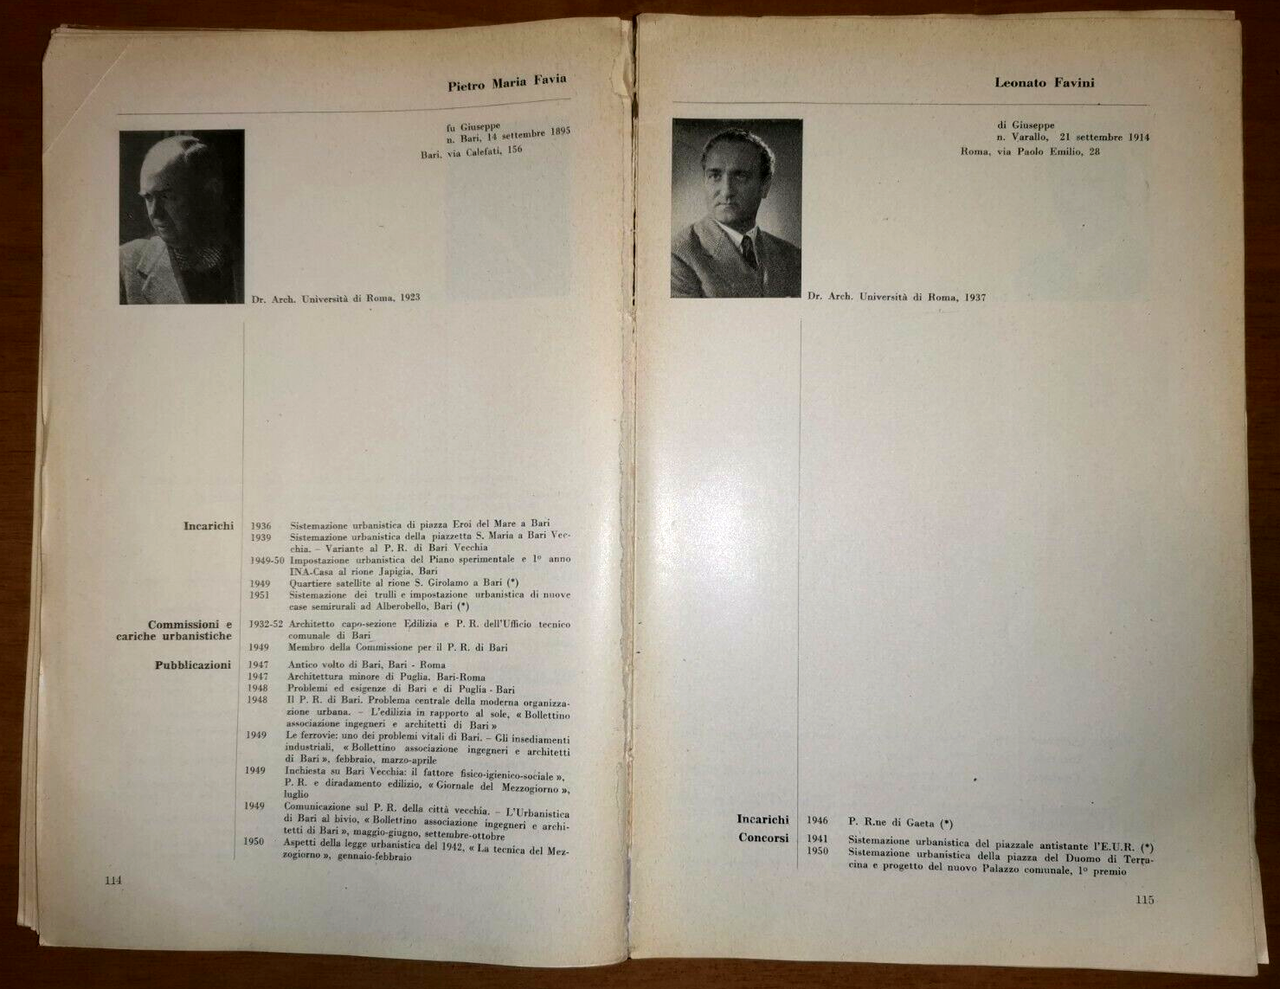 Pietro Maria Favia
fu Giuseppe
n. Bari, 14 settembre 1895
Bari, via Calefati, 156
Dr. Arch. Università di Roma, 1923
Incarichi 1936 Sistemazione urbanistica di piazza Eroi del Mare a Bari
1939 Sistemazione urbanistica della piazzetta S. Maria a Bari Vec-
chia. – Variante al P. R. di Bari Vecchia
1949-50 Impostazione urbanistica del Piano sperimentale e 1º anno
INA-Casa al rione Japigia, Bari
1949 Quartiere satellite al rione S. Girolamo a Bari (*)
1951 Sistemazione dei trulli e impostazione urbanistica di nuove
case semirurali ad Alberobello, Bari (*)
Commissioni e 1932-52 Architetto capo-sezione Edilizia e P. R. dell'Ufficio tecnico
cariche urbanistiche comunale di Bari
1949 Membro della Commissione per il P. R. di Bari
Pubblicazioni 1947 Antico volto di Bari, Bari - Roma
1947 Architettura minore di Puglia, Bari-Roma
1948 Problemi ed esigenze di Bari e di Puglia - Bari
1948 Il P. R. di Bari. Problema centrale della moderna organizza-
zione urbana. – L'edilizia in rapporto al sole, « Bollettino
associazione ingegneri e architetti di Bari »
1949 Le ferrovie: uno dei problemi vitali di Bari. – Gli insediamenti
industriali, « Bollettino associazione ingegneri e architetti
di Bari », febbraio, marzo-aprile
1949 Inchiesta su Bari Vecchia: il fattore fisico-igienico-sociale »,
P. R. e diradamento edilizio, « Giornale del Mezzogiorno »,
luglio
1949 Comunicazione sul P. R. della città vecchia. – L'Urbanistica
di Bari al bivio, « Bollettino associazione ingegneri e archi-
tetti di Bari », maggio-giugno, settembre-ottobre
1950 Aspetti della legge urbanistica del 1942, « La tecnica del Mez-
zogiorno », gennaio-febbraio
114
Leonato Favini
di Giuseppe
n. Varallo, 21 settembre 1914
Roma, via Paolo Emilio, 28
Dr. Arch. Università di Roma, 1937
Incarichi 1946 P. R.ne di Gaeta (*)
Concorsi 1941 Sistemazione urbanistica del piazzale antistante l'E.U.R. (*)
1950 Sistemazione urbanistica della piazza del Duomo di Terra-
cina e progetto del nuovo Palazzo comunale, 1º premio
115